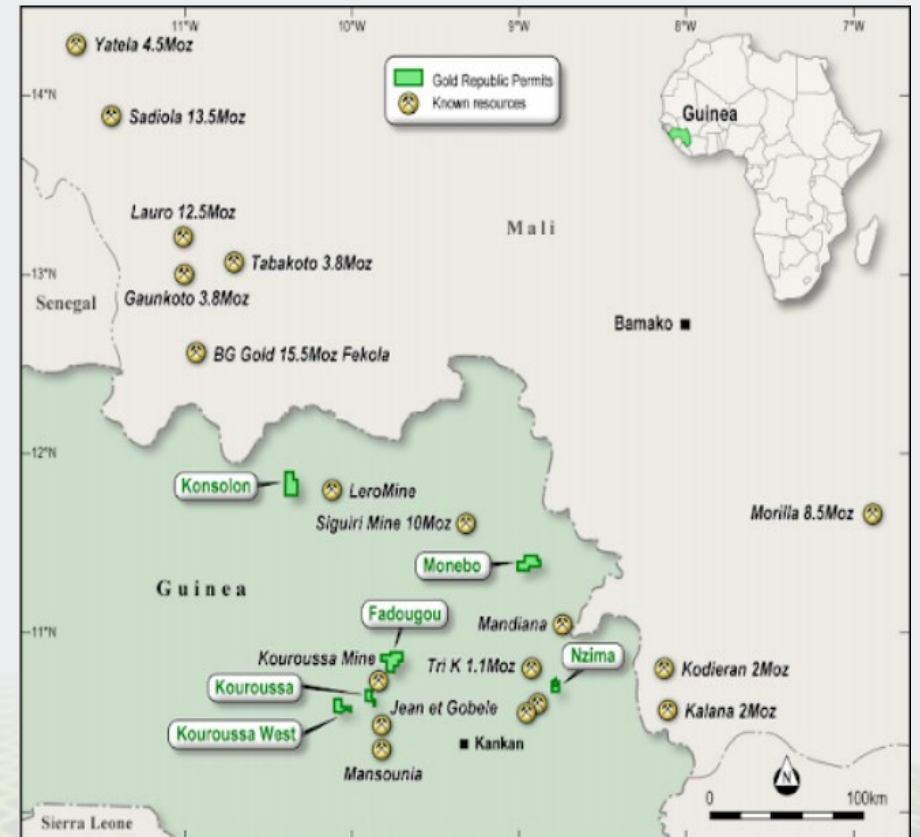 11°W
10°W
9°W
8°W
7°W
Yatela 4.5Moz
Gold Republic Permits
Known resources
14°N
Sadiola 13.5Moz
Guinea
Lauro 12.5Moz
Mali
Tabakoto 3.8Moz
13°N
Gaunkoto 3.8Moz
Senegal
Bamako
BG Gold 15.5Moz Fekola
12°N
Konsolon
LeroMine
Siguiri Mine 10Moz
Morilla 8.5Moz
Monebo
Guinea
Fadougou
Mandiana
11°N
Kouroussa Mine
Tri K 1.1Moz
Nzima
Kodieran 2Moz
Kouroussa
Jean et Gobele
Kalana 2Moz
Kouroussa West
Kankan
Mansounia
N
0
100km
Sierra Leone